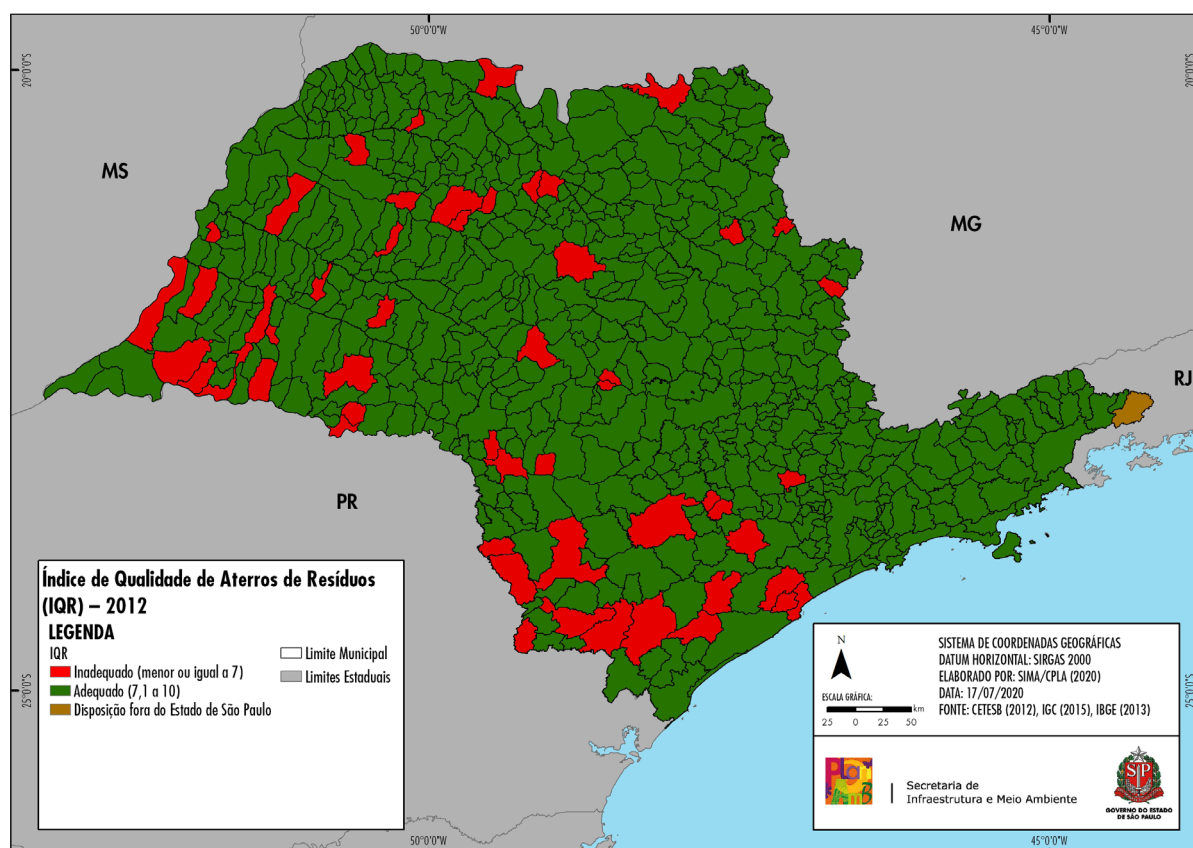 50°0'0"W
45°0'0"W
20°0'0"S
20°0'0"S
MS
MG
RJ
PR
Índice de Qualidade de Aterros de Resíduos
(IQR) – 2012
LEGENDA
IQR
Inadequado (menor ou igual a 7)
Adequado (7,1 a 10)
Disposição fora do Estado de São Paulo
Limite Municipal
Limites Estaduais
25°0'0"S
25°0'0"S
N
ESCALA GRÁFICA:
km
25 0 25 50
SISTEMA DE COORDENADAS GEOGRÁFICAS
DATUM HORIZONTAL: SIRGAS 2000
ELABORADO POR: SIMA/CPLA (2020)
DATA: 17/07/2020
FONTE: CETESB (2012), IGC (2015), IBGE (2013)
Secretaria de
Infraestrutura e Meio Ambiente
SP
GOVERNO DO ESTADO
DE SÃO PAULO
50°0'0"W
45°0'0"W